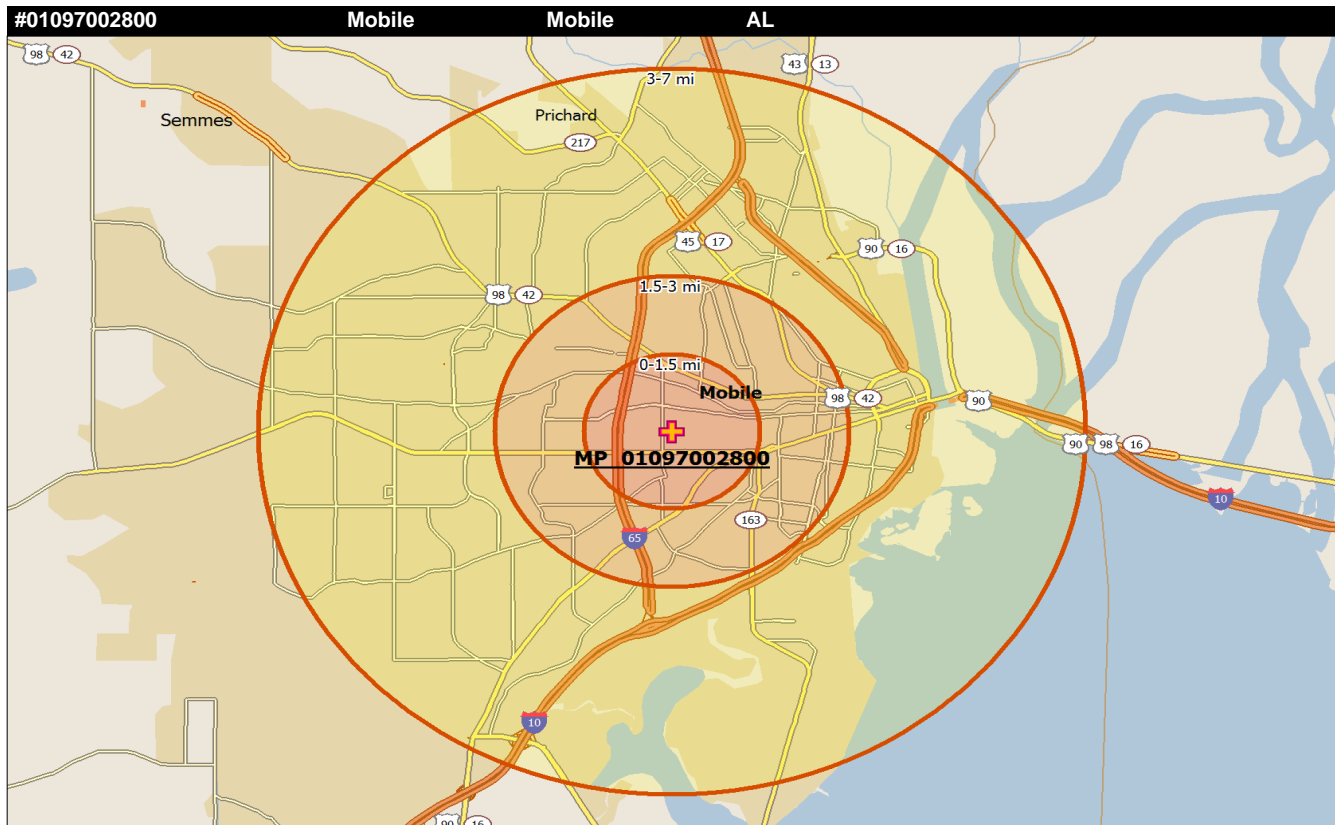 #01097002800 Mobile Mobile AL
98 42
43 13
3-7 mi
Semmes
Prichard
217
45 17
90 16
1.5-3 mi
98 42
0-1.5 mi
Mobile
98 42
90
MP 01097002800
90 98 16
10
163
65
10
90 16